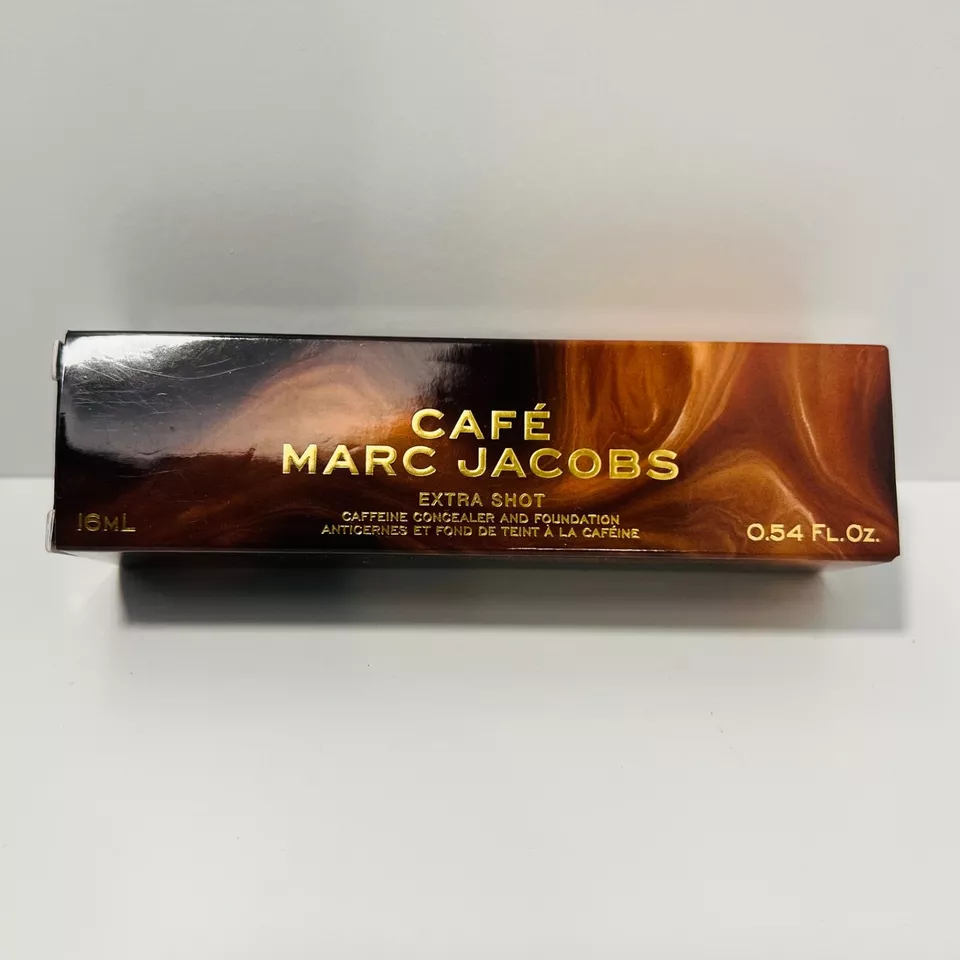 CAFÉ
MARC JACOBS
EXTRA SHOT
CAFFEINE CONCEALER AND FOUNDATION
ANTICERNES ET FOND DE TEINT À LA CAFÉINE
16ML
0.54 FL.OZ.